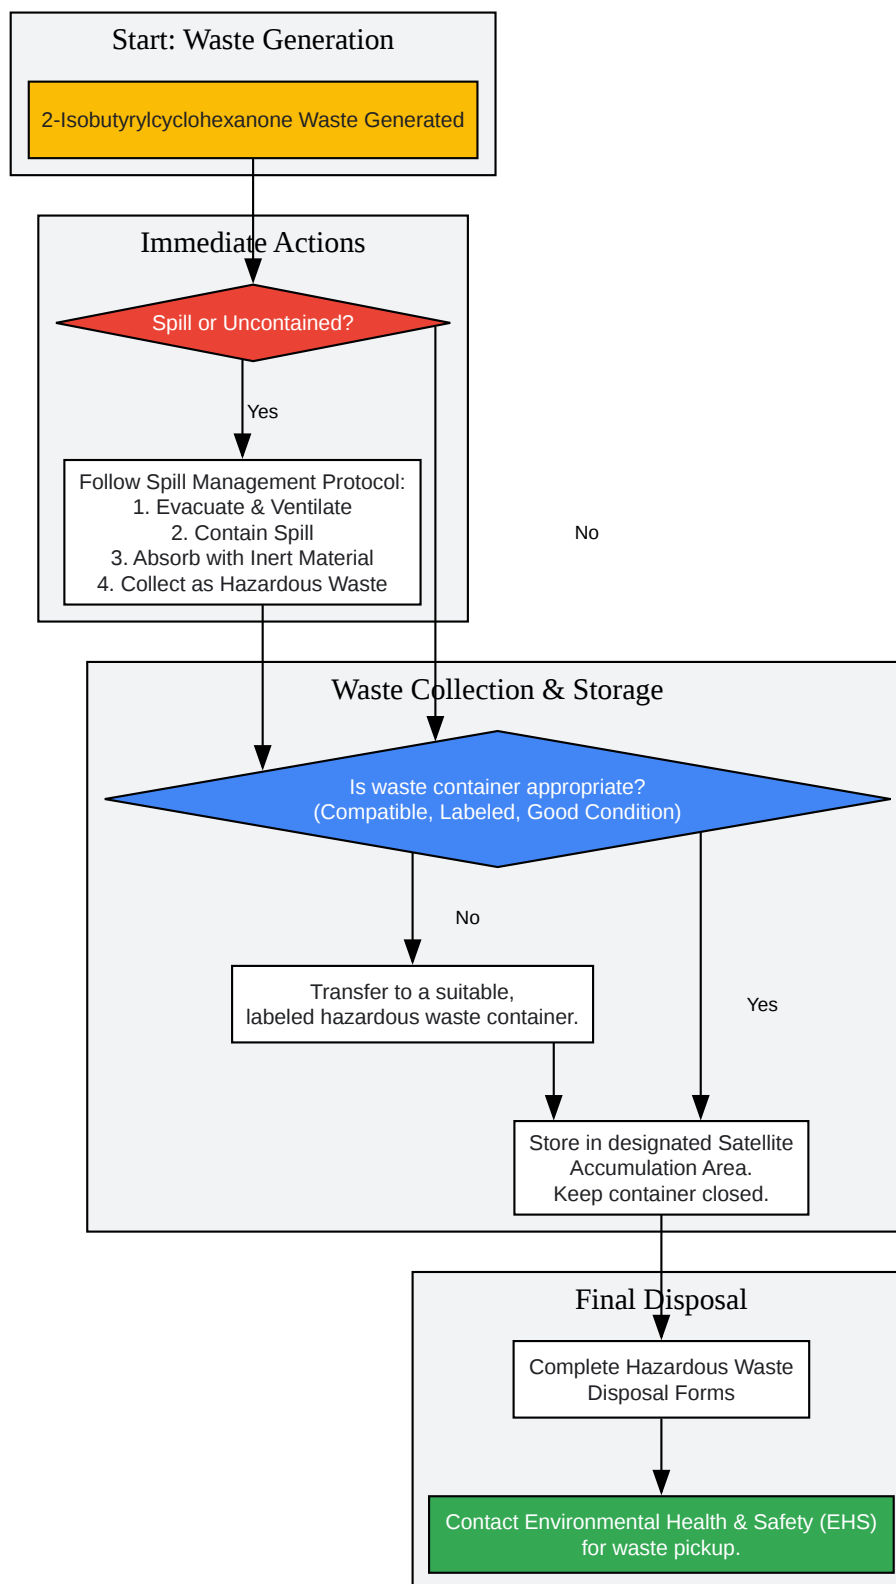 Start: Waste Generation
2-Isobutyrylcyclohexanone Waste Generated
Immediate Actions
Spill or Uncontained?
Yes
Follow Spill Management Protocol:
1. Evacuate & Ventilate
2. Contain Spill
3. Absorb with Inert Material
4. Collect as Hazardous Waste
No
Waste Collection & Storage
Is waste container appropriate?
(Compatible, Labeled, Good Condition)
No
Transfer to a suitable,
labeled hazardous waste container.
Yes
Store in designated Satellite
Accumulation Area.
Keep container closed.
Final Disposal
Complete Hazardous Waste
Disposal Forms
Contact Environmental Health & Safety (EHS)
for waste pickup.